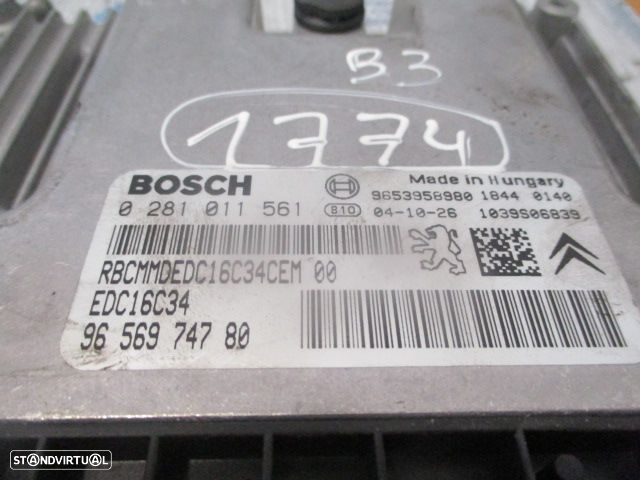 B3
1774
BOSCH
Made in Hungary
9653958980 1844 0140
0 281 011 561 B10 04-10-26 1039S06839
RBCMMDEDC16C34CEM 00
EDC16C34
96 569 747 80
STANDVIRTUAL